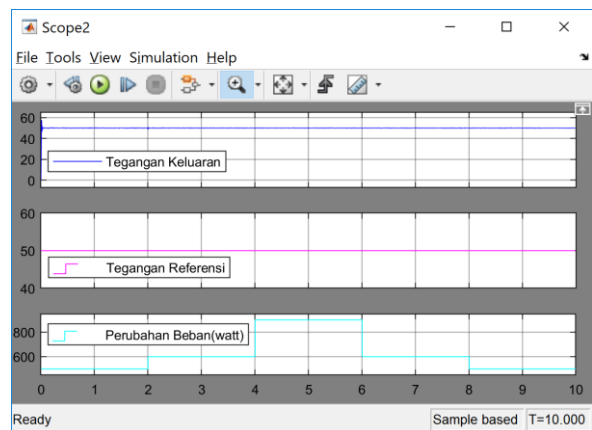 Scope2
File Tools View Simulation Help
60
40
20
0
Tegangan Keluaran
60
50
40
Tegangan Referensi
800
600
Perubahan Beban(watt)
0 1 2 3 4 5 6 7 8 9 10
Ready Sample based T=10.000